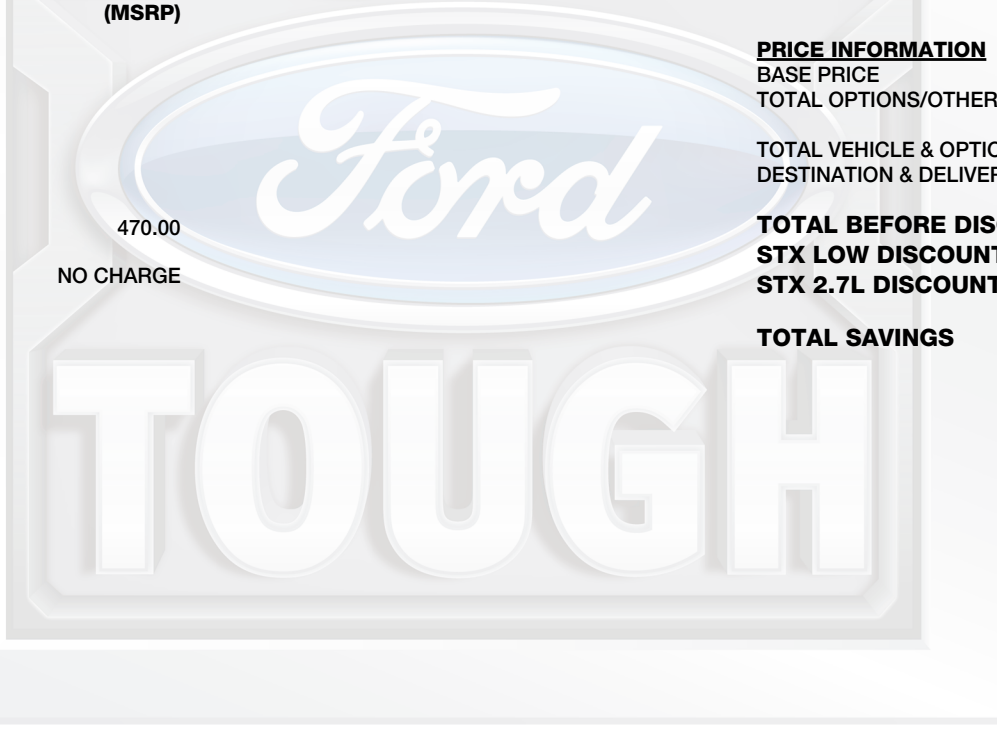 (MSRP)
PRICE INFORMATION
BASE PRICE
TOTAL OPTIONS/OTHER
TOTAL VEHICLE & OPTIO
DESTINATION & DELIVER
470.00
TOTAL BEFORE DIS
STX LOW DISCOUNT
NO CHARGE
STX 2.7L DISCOUNT
TOTAL SAVINGS
Ford
TOUGH